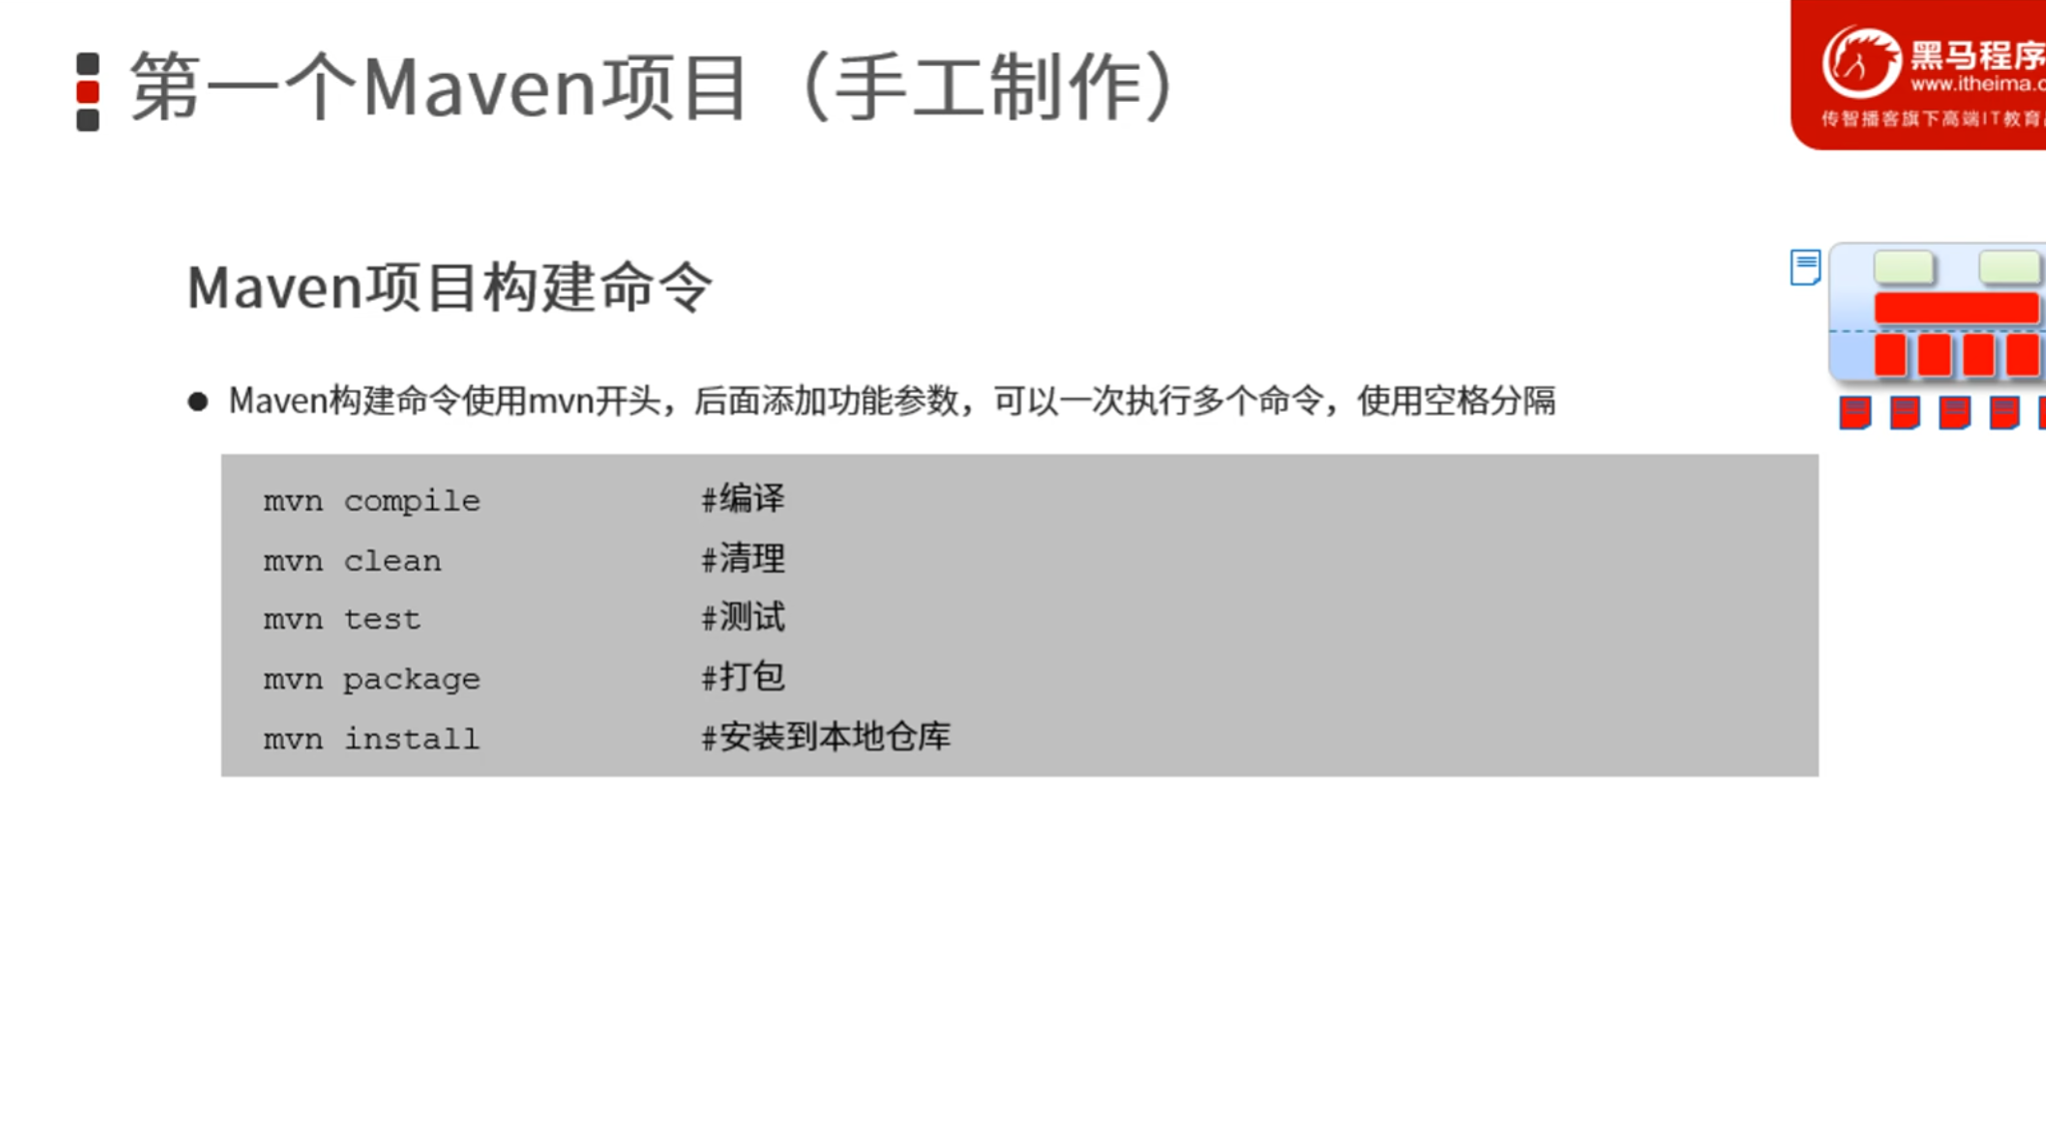 第一个Maven项目（手工制作）
黑马程序
www.itheima.c
传智播客旗下高端IT教育
Maven项目构建命令
Maven构建命令使用mvn开头，后面添加功能参数，可以一次执行多个命令，使用空格分隔
mvn compile #编译
mvn clean #清理
mvn test #测试
mvn package #打包
mvn install #安装到本地仓库